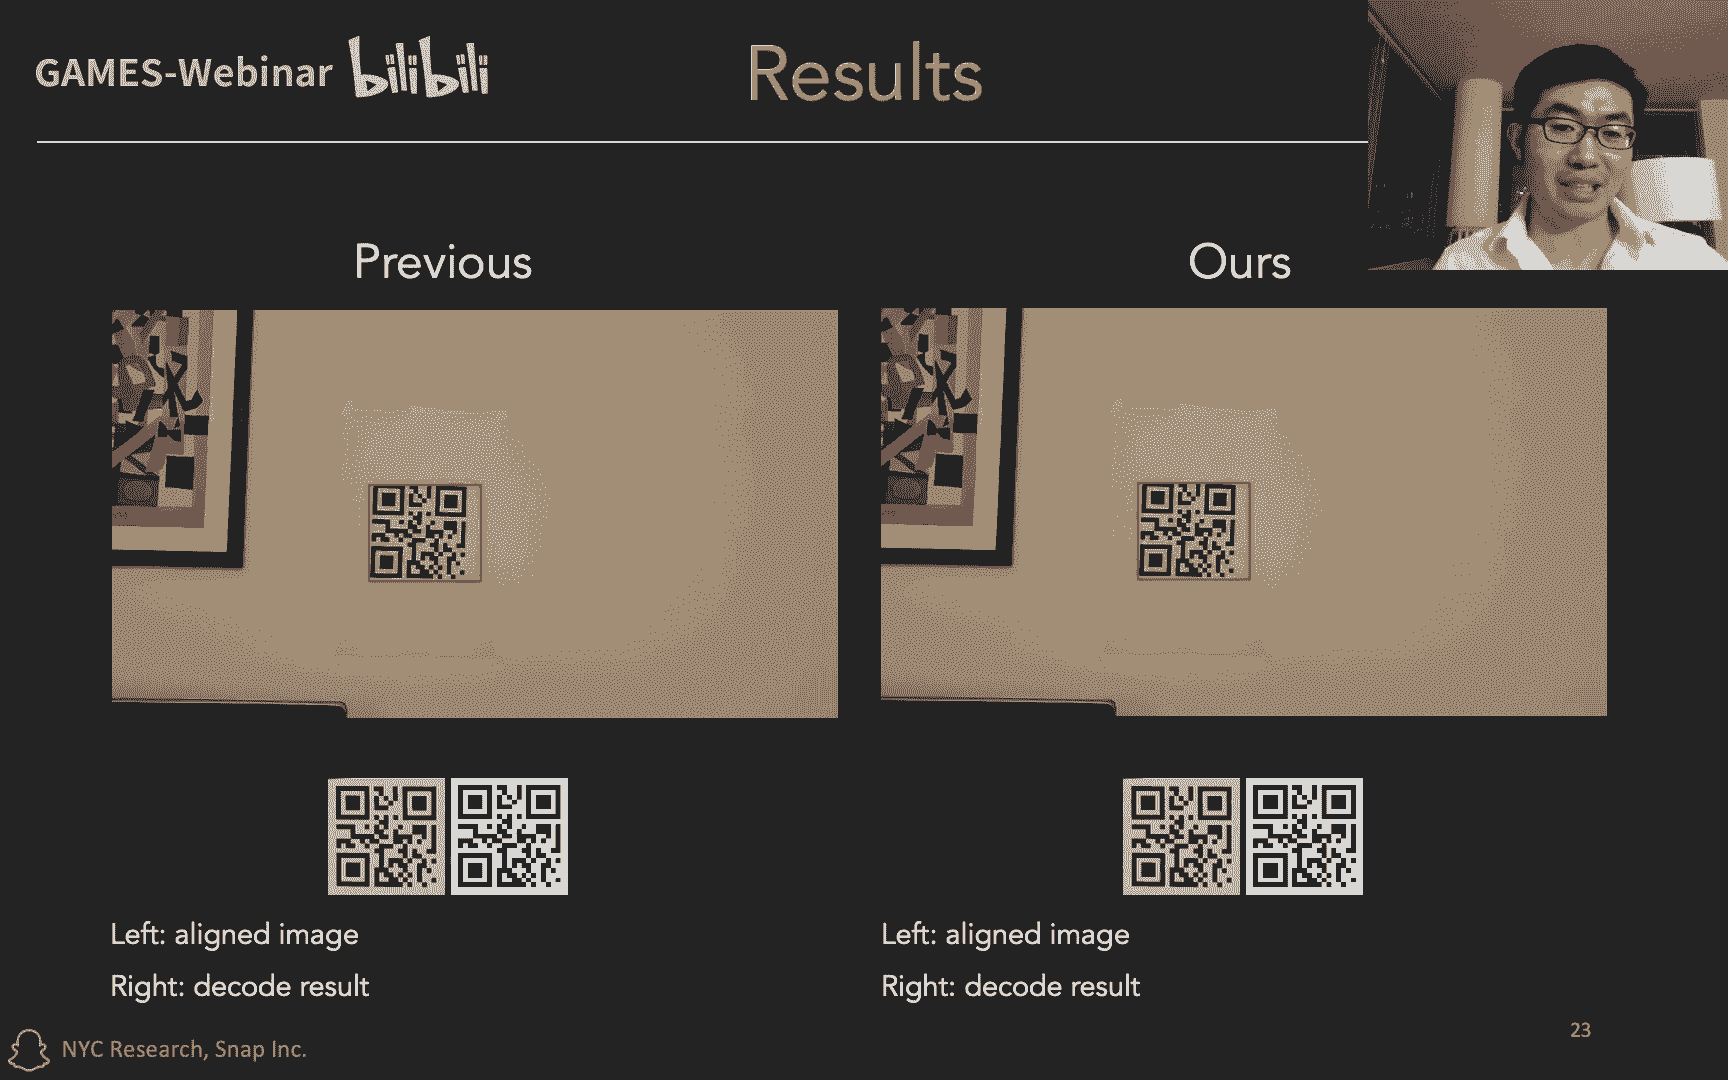 GAMES-Webinar bilibili
Results
Previous
Ours
Left: aligned image
Right: decode result
Left: aligned image
Right: decode result
NYC Research, Snap Inc.
23